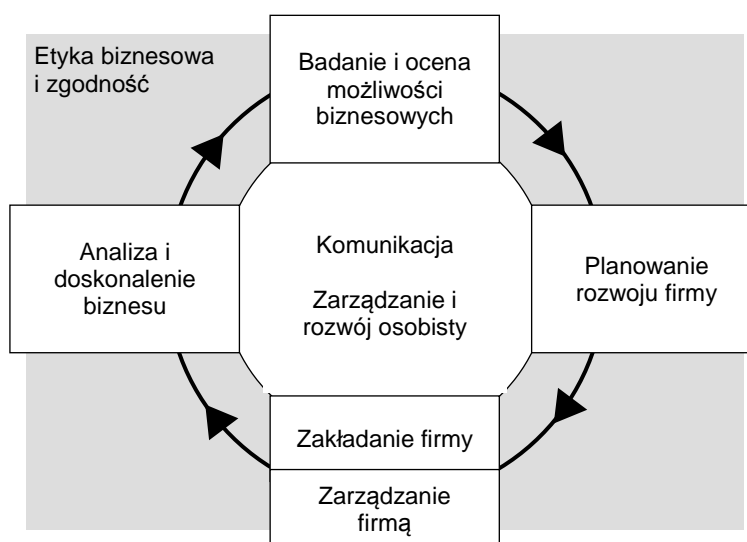 Etyka biznesowa
i zgodność
Badanie i ocena
możliwości
biznesowych
Analiza i
doskonalenie
biznesu
Komunikacja
Zarządzanie i
rozwój osobisty
Planowanie
rozwoju firmy
Zakładanie firmy
Zarządzanie
firmą